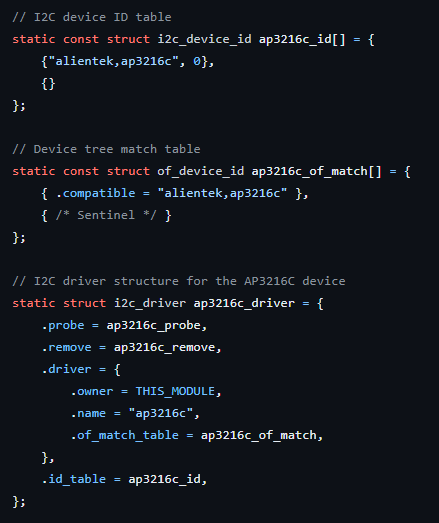 // I2C device ID table
static const struct i2c_device_id ap3216c_id[] = {
    {"alientek,ap3216c", 0},
    {}
};

// Device tree match table
static const struct of_device_id ap3216c_of_match[] = {
    { .compatible = "alientek,ap3216c" },
    { /* Sentinel */ }
};

// I2C driver structure for the AP3216C device
static struct i2c_driver ap3216c_driver = {
    .probe = ap3216c_probe,
    .remove = ap3216c_remove,
    .driver = {
        .owner = THIS_MODULE,
        .name = "ap3216c",
        .of_match_table = ap3216c_of_match,
    },
    .id_table = ap3216c_id,
};